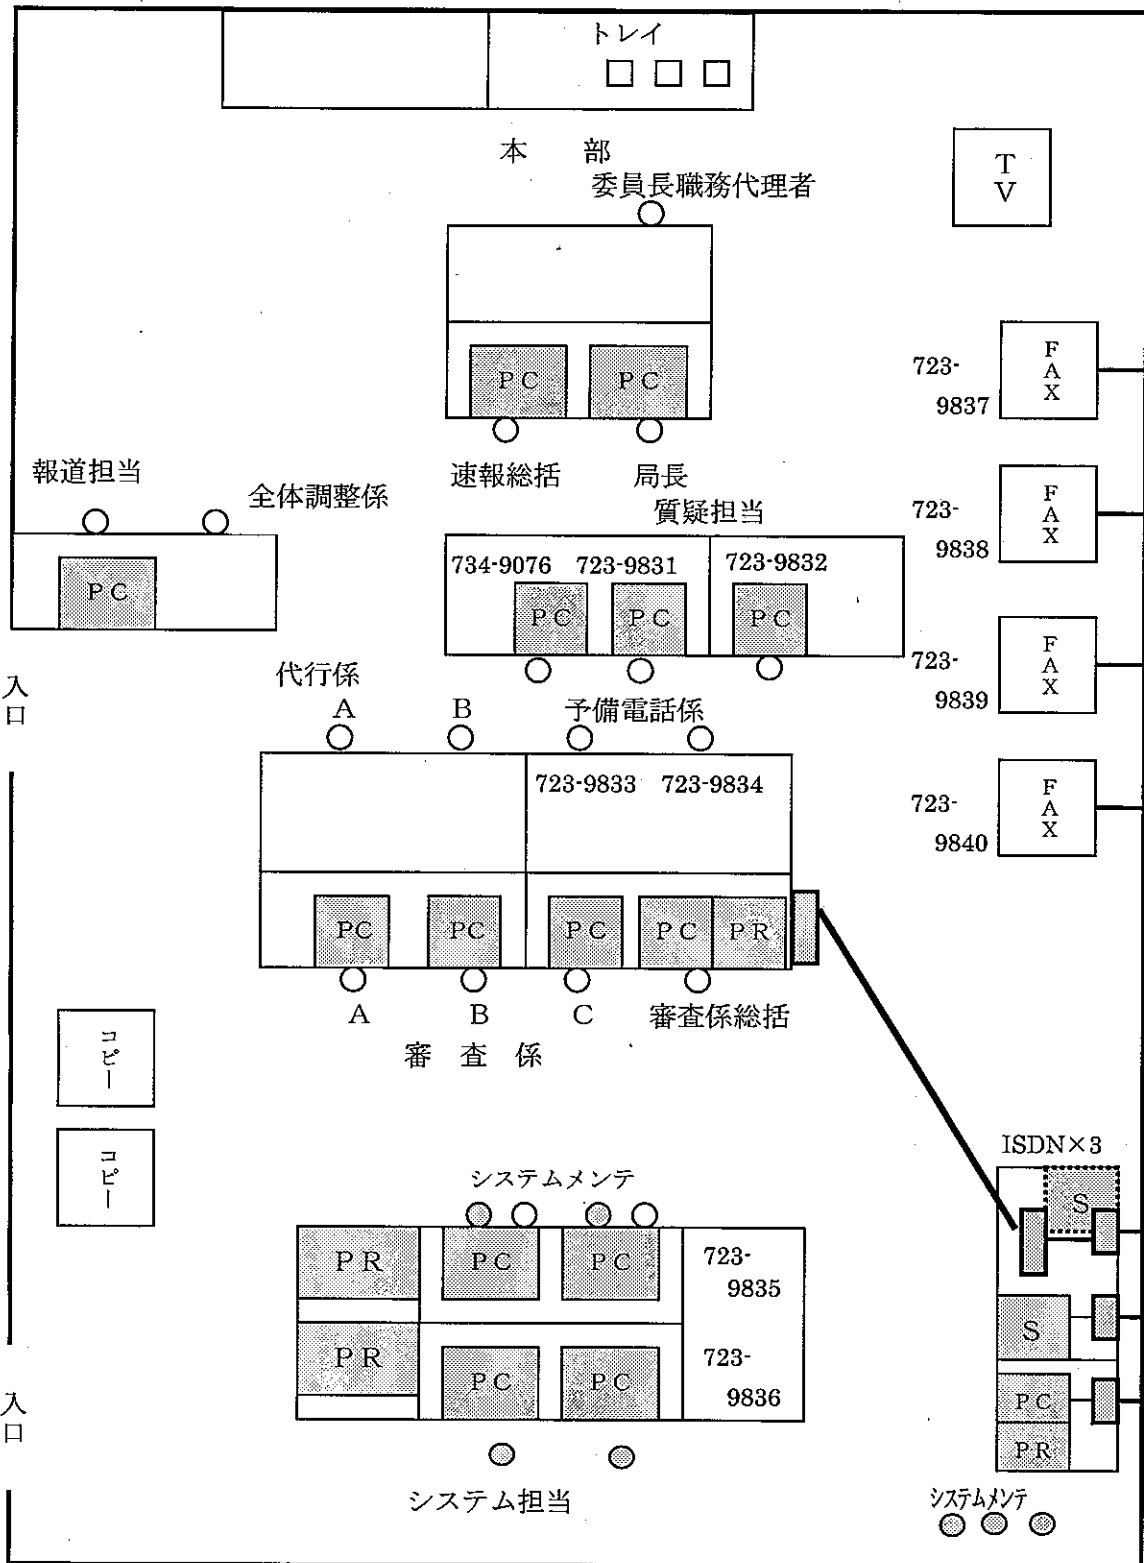 トレイ
本 部
委員長職務代理者
TV
PC PC
速報総括 局長
723-9837 FAX
報道担当
全体調整係
PC
質疑担当
734-9076 723-9831 723-9832
PC PC PC
723-9838 FAX
723-9839 FAX
入口
代行係
A B 予備電話係
723-9833 723-9834
723-9840 FAX
PC PC PC PC PR
A B C 審査係総括
審 査 係
コピー
コピー
ISDN×3
S
S
PC
PR
システムメンテ
システムメンテ
PR PC PC 723-9835
PR PC PC 723-9836
システム担当
入口